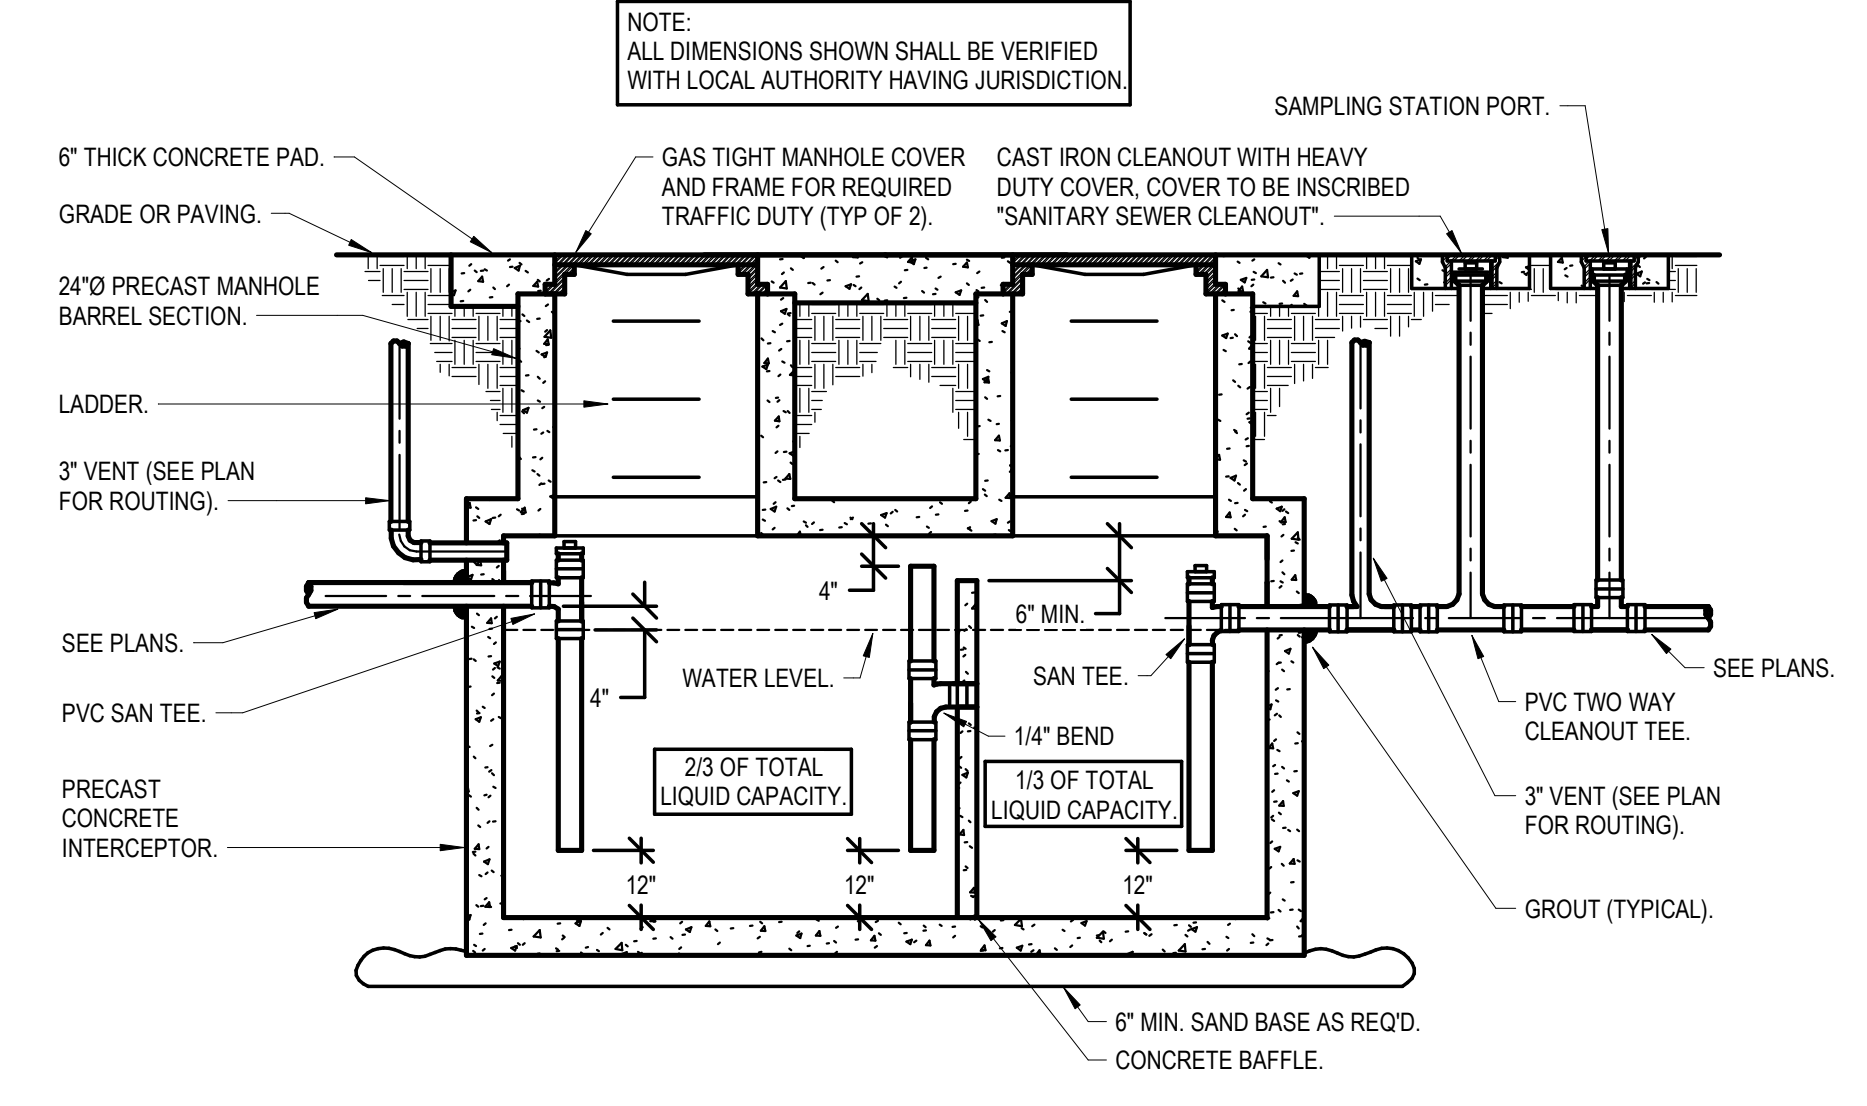 NOTE:
ALL DIMENSIONS SHOWN SHALL BE VERIFIED
WITH LOCAL AUTHORITY HAVING JURISDICTION.
SAMPLING STATION PORT.
6" THICK CONCRETE PAD.
GRADE OR PAVING.
24"Ø PRECAST MANHOLE
BARREL SECTION.
LADDER.
3" VENT (SEE PLAN
FOR ROUTING).
GAS TIGHT MANHOLE COVER
AND FRAME FOR REQUIRED
TRAFFIC DUTY (TYP OF 2).
CAST IRON CLEANOUT WITH HEAVY
DUTY COVER, COVER TO BE INSCRIBED
"SANITARY SEWER CLEANOUT".
4"
6" MIN.
SEE PLANS.
PVC SAN TEE.
4"
WATER LEVEL.
SAN TEE.
1/4" BEND
2/3 OF TOTAL
LIQUID CAPACITY.
1/3 OF TOTAL
LIQUID CAPACITY.
SEE PLANS.
PVC TWO WAY
CLEANOUT TEE.
3" VENT (SEE PLAN
FOR ROUTING).
PRECAST
CONCRETE
INTERCEPTOR.
12"
12"
12"
GROUT (TYPICAL).
6" MIN. SAND BASE AS REQ'D.
CONCRETE BAFFLE.